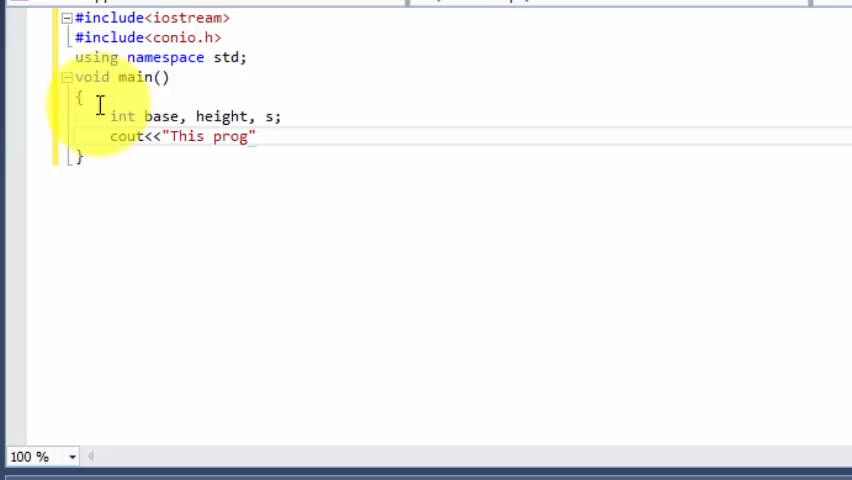 #include<iostream>
#include<conio.h>
using namespace std;
void main()
{
int base, height, s;
cout<<"This prog"
}
100 %